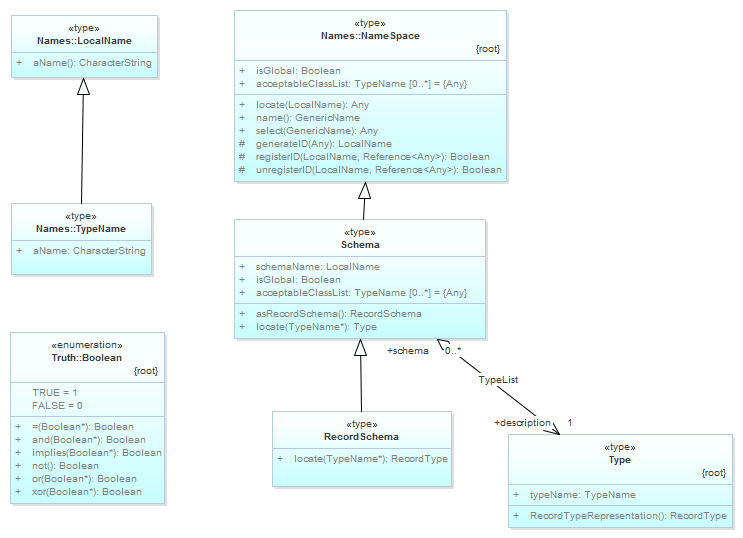 «type»
Names::LocalName
+ aName(): CharacterString
«type»
Names::NameSpace
{root}
+ isGlobal: Boolean
+ acceptableClassList: TypeName [0..*] = {Any}
+ locate(LocalName): Any
+ name(): GenericName
+ select(GenericName): Any
# generateID(Any): LocalName
# registerID(LocalName, Reference<Any>): Boolean
# unregisterID(LocalName, Reference<Any>): Boolean
«type»
Names::TypeName
+ aName: CharacterString
«type»
Schema
+ schemaName: LocalName
+ isGlobal: Boolean
+ acceptableClassList: TypeName [0..*] = {Any}
+ asRecordSchema(): RecordSchema
+ locate(TypeName*): Type
«enumeration»
Truth::Boolean
{root}
TRUE = 1
FALSE = 0
+ =(Boolean*): Boolean
+ and(Boolean*): Boolean
+ implies(Boolean*): Boolean
+ not(): Boolean
+ or(Boolean*): Boolean
+ xor(Boolean*): Boolean
+schema 0..*
TypeList
+description 1
«type»
RecordSchema
+ locate(TypeName*): RecordType
«type»
Type
{root}
+ typeName: TypeName
+ RecordTypeRepresentation(): RecordType